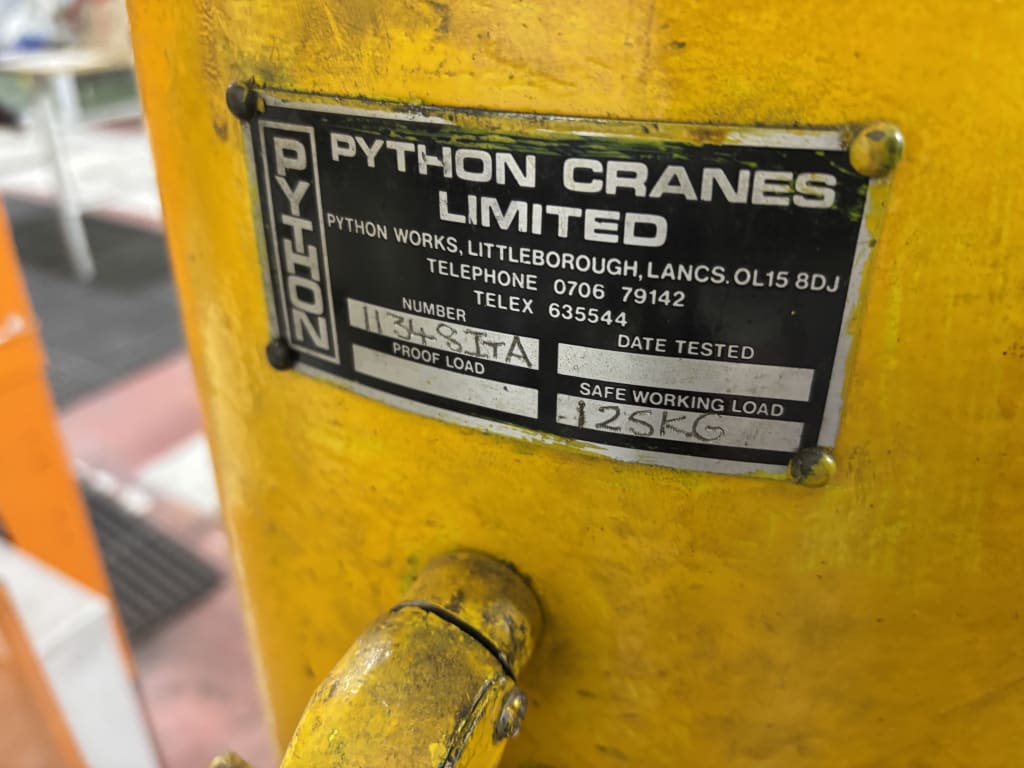 PYTHON
PYTHON CRANES
LIMITED
PYTHON WORKS, LITTLEBOROUGH, LANCS. OL15 8DJ
TELEPHONE 0706 79142
TELEX 635544
NUMBER
11348ITA
PROOF LOAD
DATE TESTED
SAFE WORKING LOAD
125KG